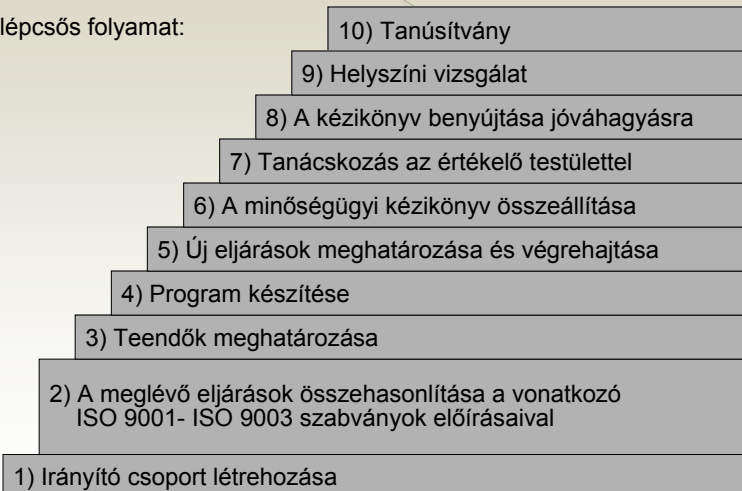 lépcsős folyamat:
10) Tanúsítvány
9) Helyszíni vizsgálat
8) A kézikönyv benyújtása jóváhagyásra
7) Tanácskozás az értékelő testülettel
6) A minőségügyi kézikönyv összeállítása
5) Új eljárások meghatározása és végrehajtása
4) Program készítése
3) Teendők meghatározása
2) A meglévő eljárások összehasonlítása a vonatkozó
ISO 9001- ISO 9003 szabványok előírásaival
1) Irányító csoport létrehozása